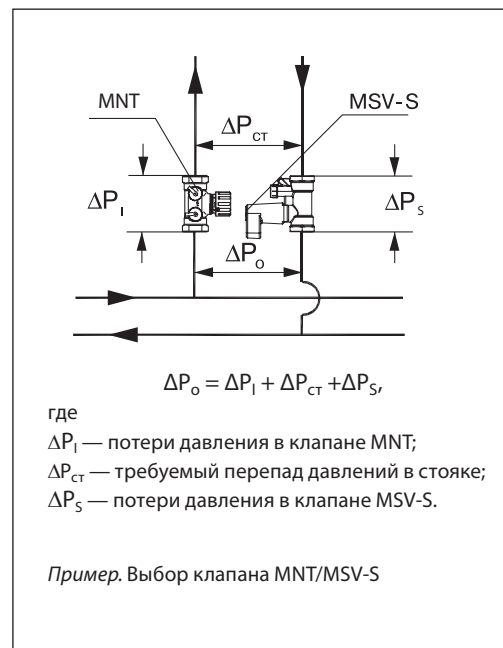 MNT
MSV-S
ΔPст
ΔPI
ΔPS
ΔPo
ΔPo = ΔPI + ΔPст +ΔPS,
где
ΔPI — потери давления в клапане MNT;
ΔPст — требуемый перепад давлений в стояке;
ΔPS — потери давления в клапане MSV-S.
Пример. Выбор клапана MNT/MSV-S